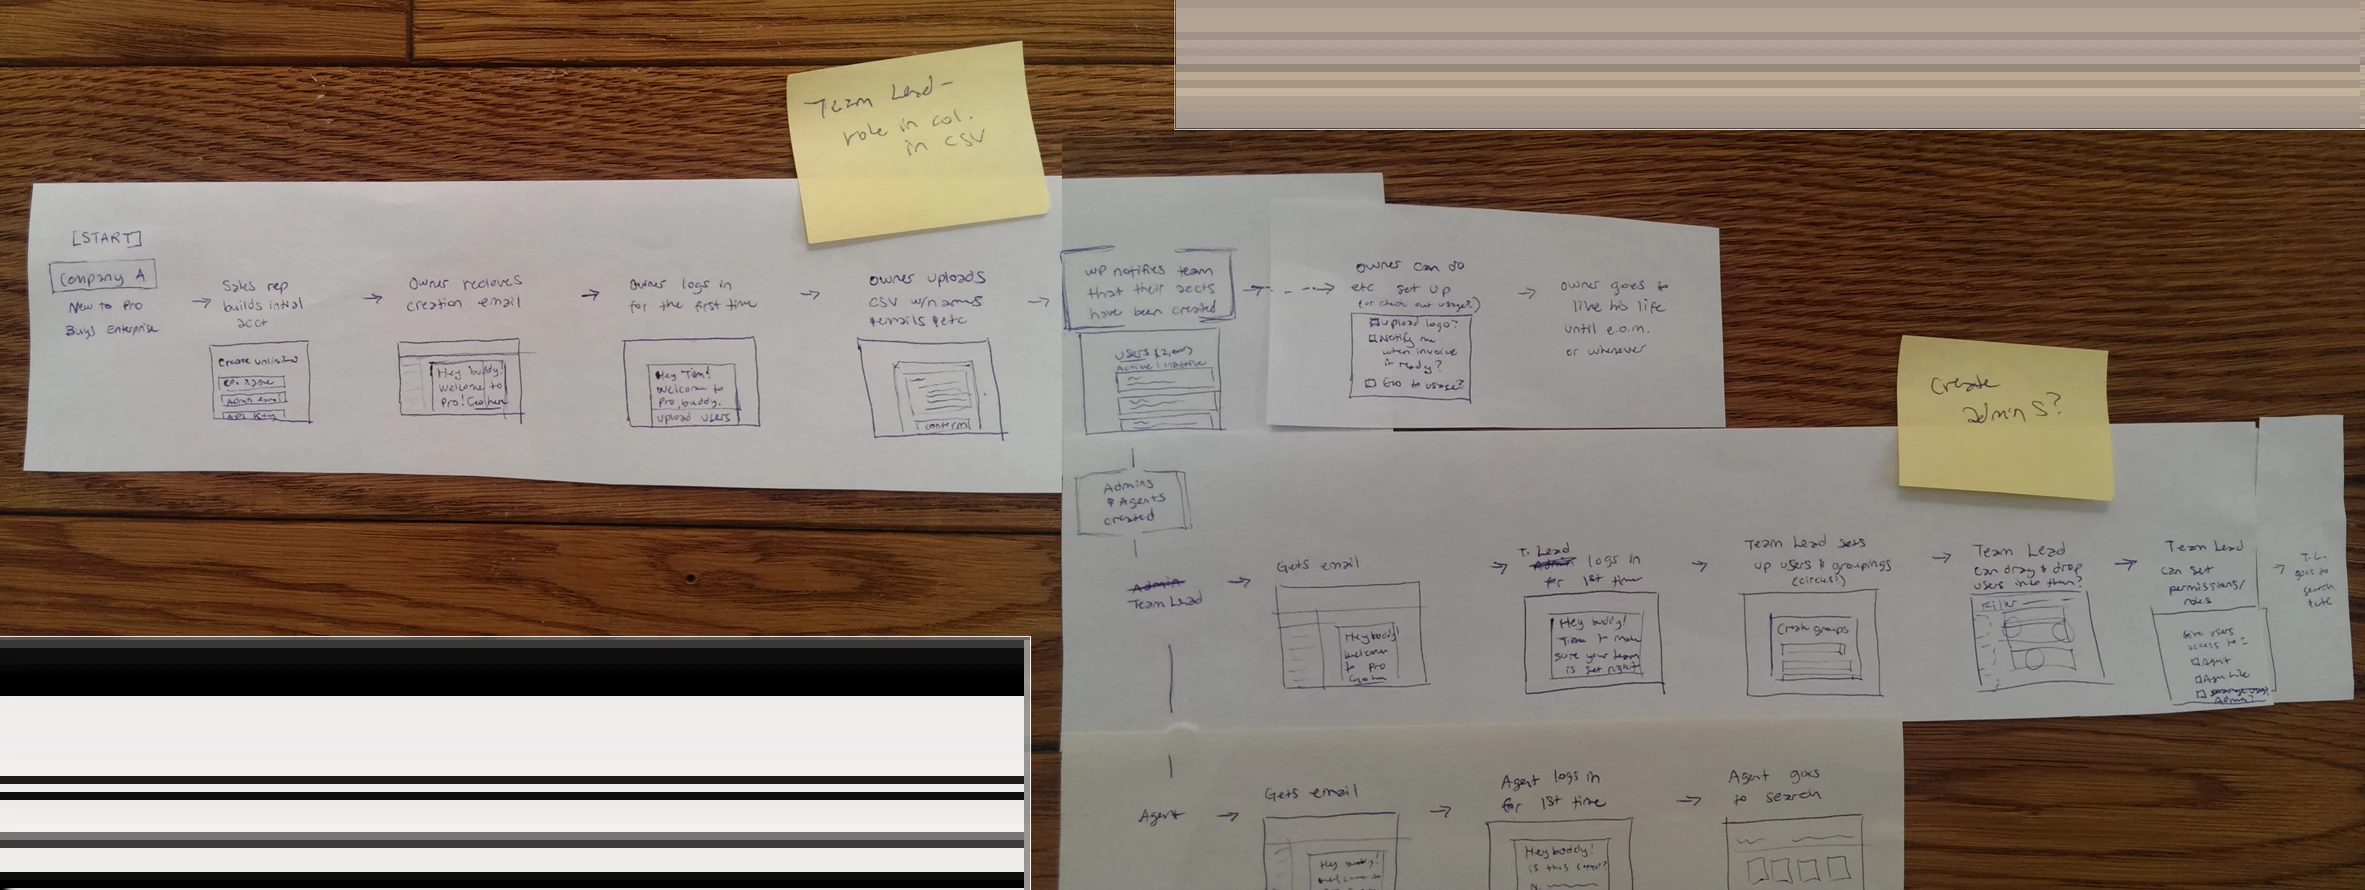 Team Lead -
role in col.
in CSV
[START]
Company A
New to Pro
Buys Enterprise
Sales rep
builds initial
acct
Create unlimited
Co. name
Admin email
API key
Owner recieves
creation email
Hey buddy!
Welcome to
Pro! Go here
Owner logs in
for the first time
Hey Tim!
Welcome to
Pro, buddy.
Upload users
Owner uploads
CSV w/names
& emails & etc
confirm
WP notifies team
that their accts
have been created
Users (2,000)
Active | Inactive
Owner can do
etc set up
(or check out usage?)
Upload logo?
Notify me
when invoice
is ready?
Go to usage?
Owner goes to
live his life
until e.o.m.
or whenever
Create
admins?
Admins
& Agents
created
Admin
Team Lead
Gets email
Hey buddy!
Welcome
to Pro
Go here
T. Lead
Admin logs in
for 1st time
Hey buddy!
Time to make
sure your team
is set right
Team Lead sets
up users & groupings
(circles?)
Create groups
Team Lead
can drag & drop
users into them?
Team Lead
can set
permissions/
roles
Give users
access to:
Agent
Admin?
T.L.
goes to
search
Agent
Gets email
Hey buddy!
Welcome to
Agent logs in
for 1st time
Hey buddy!
is this correct?
N.
Agent goes
to search